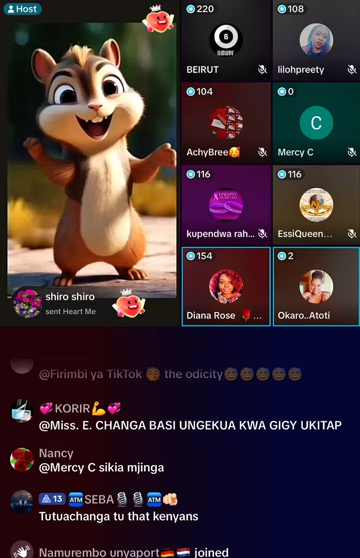 Host
220
108
BEIRUT
lilohpreety
104
0
C
AchyBree🥰
Mercy C
116
116
kupendwa rah...
EssiQueen...
154
2
shiro shiro
sent Heart Me
Diana Rose 🌹...
Okaro..Atoti
@Firimbi ya TikTok 🥱 the odicity😅😅😅😅😅
💞KORIR💪💞
@Miss. E. CHANGA BASI UNGEKUA KWA GIGY UKITAP
Nancy
@Mercy C sikia mjinga
13 🏧SEBA🎙️🎙️🏧🫵🏻
Tutuachanga tu that kenyans
Namurembo unyaport🇩🇪🇳🇱 joined